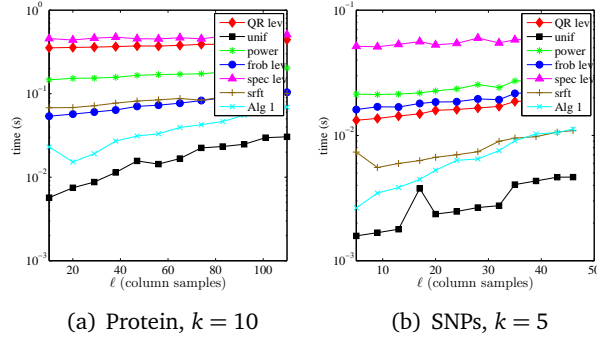 10⁰
10⁻¹
10⁻²
10⁻³
time (s)
20
40
60
80
100
ℓ (column samples)
QR lev
unif
power
frob lev
spec lev
srft
Alg 1
(a) Protein, k = 10
10⁻¹
10⁻²
10⁻³
time (s)
10
20
30
40
50
ℓ (column samples)
QR lev
unif
power
frob lev
spec lev
srft
Alg 1
(b) SNPs, k = 5